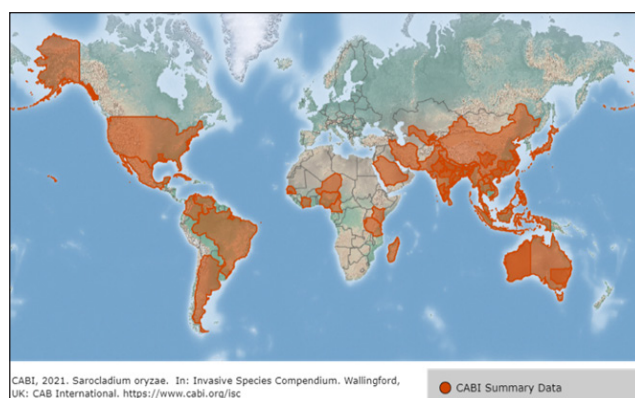 CABI, 2021. Sarocladium oryzae. In: Invasive Species Compendium. Wallingford,
UK: CAB International. https://www.cabi.org/isc
CABI Summary Data